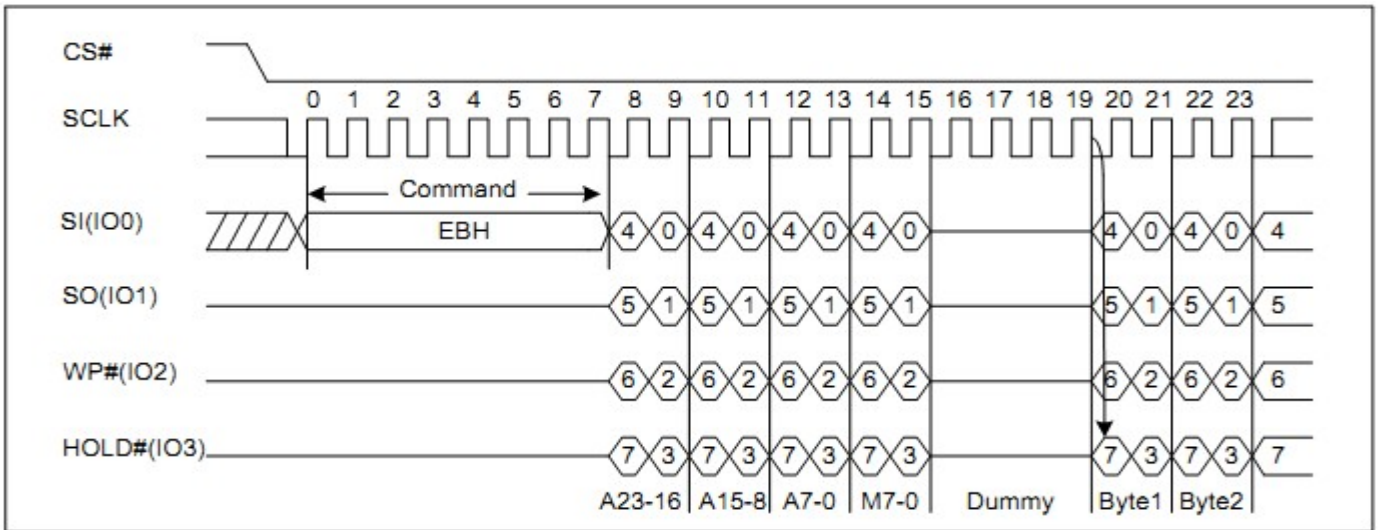 CS#
0 1 2 3 4 5 6 7 8 9 10 11 12 13 14 15 16 17 18 19 20 21 22 23
SCLK
Command
SI(IO0) EBH 4 0 4 0 4 0 4 0 4 0 4 0 4
SO(IO1) 5 1 5 1 5 1 5 1 5 1 5 1 5
WP#(IO2) 6 2 6 2 6 2 6 2 6 2 6 2 6
HOLD#(IO3) 7 3 7 3 7 3 7 3 7 3 7 3 7
A23-16 A15-8 A7-0 M7-0 Dummy Byte1 Byte2